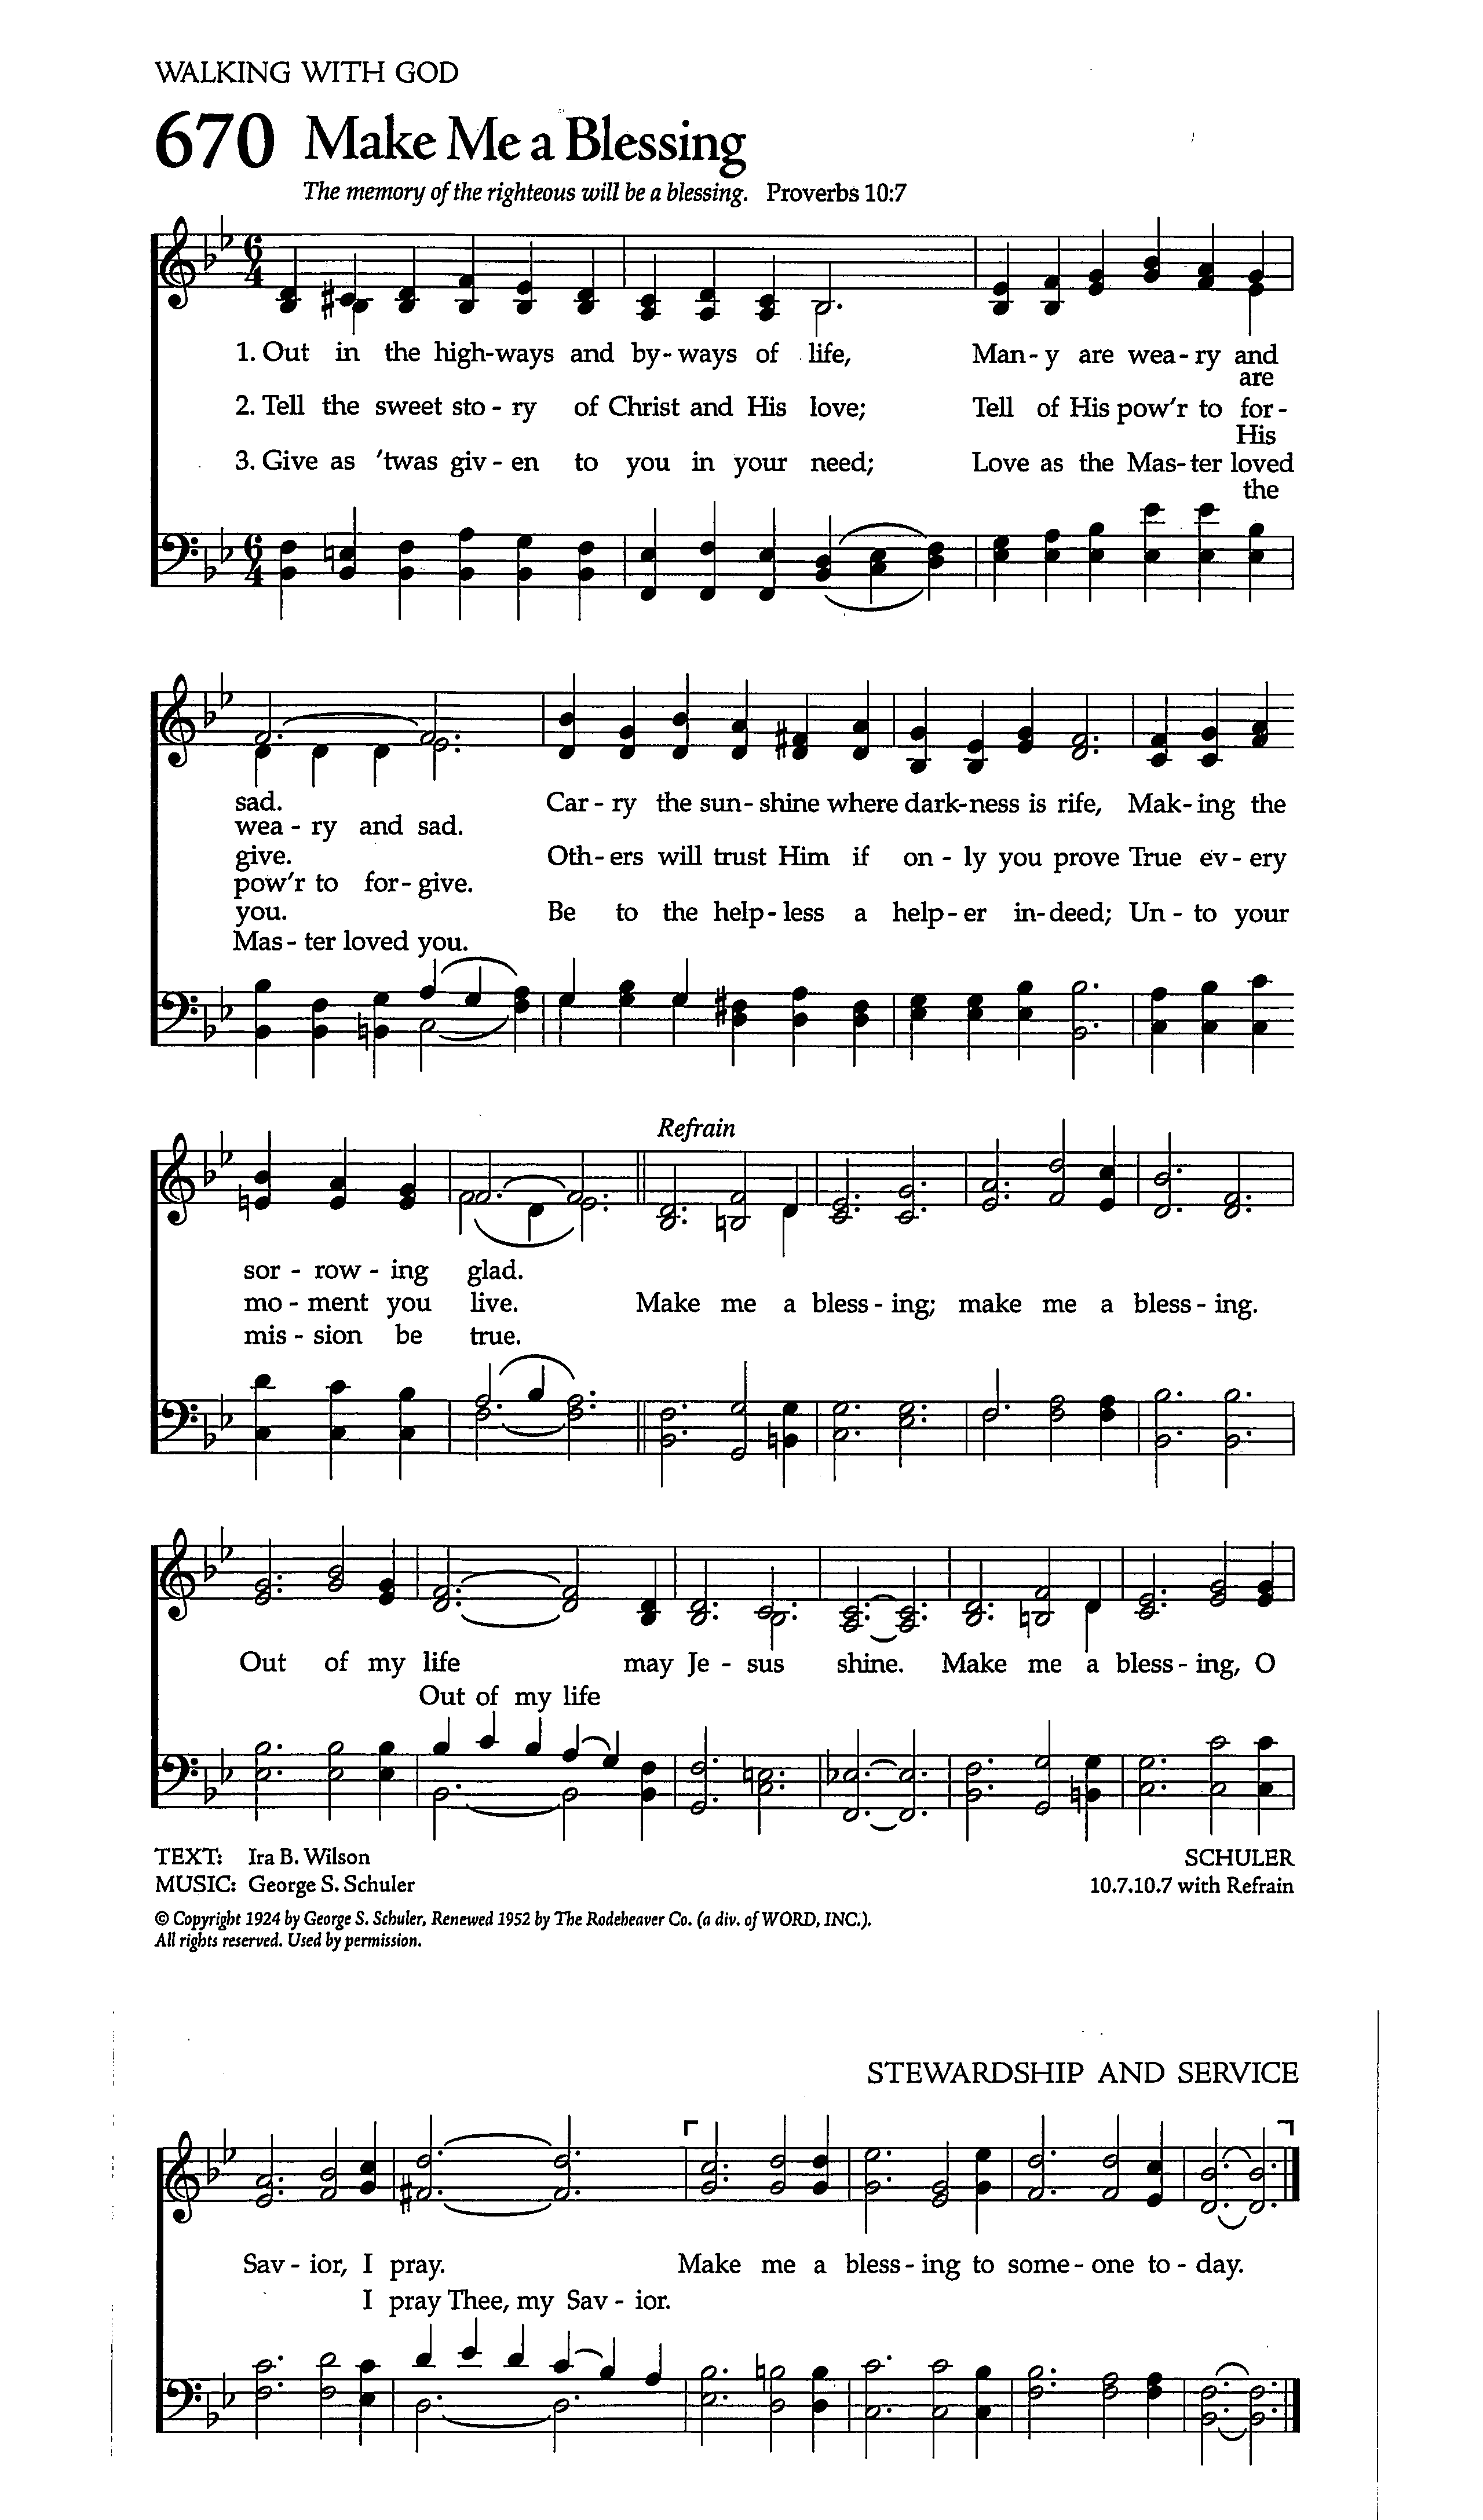 WALKING WITH GOD
670 Make Me a Blessing
The memory of the righteous will be a blessing. Proverbs 10:7
6 4
1. Out in the high-ways and by-ways of life, Man-y are wea-ry and
are
2. Tell the sweet sto-ry of Christ and His love; Tell of His pow'r to for-
His
3. Give as 'twas giv-en to you in your need; Love as the Mas-ter loved
the
6 4
sad. Car-ry the sun-shine where dark-ness is rife, Mak-ing the
wea-ry and sad.
give. Oth-ers will trust Him if on-ly you prove True ev-ery
pow'r to for-give.
you. Be to the help-less a help-er in-deed; Un-to your
Mas-ter loved you.
Refrain
sor-row-ing glad.
mo-ment you live. Make me a bless-ing; make me a bless-ing.
mis-sion be true.
Out of my life may Je-sus shine. Make me a bless-ing, O
Out of my life
TEXT: Ira B. Wilson SCHULER
MUSIC: George S. Schuler 10.7.10.7 with Refrain
© Copyright 1924 by George S. Schuler, Renewed 1952 by The Rodeheaver Co. (a div. of WORD, INC.).
All rights reserved. Used by permission.
STEWARDSHIP AND SERVICE
Sav-ior, I pray. Make me a bless-ing to some-one to-day.
I pray Thee, my Sav-ior.